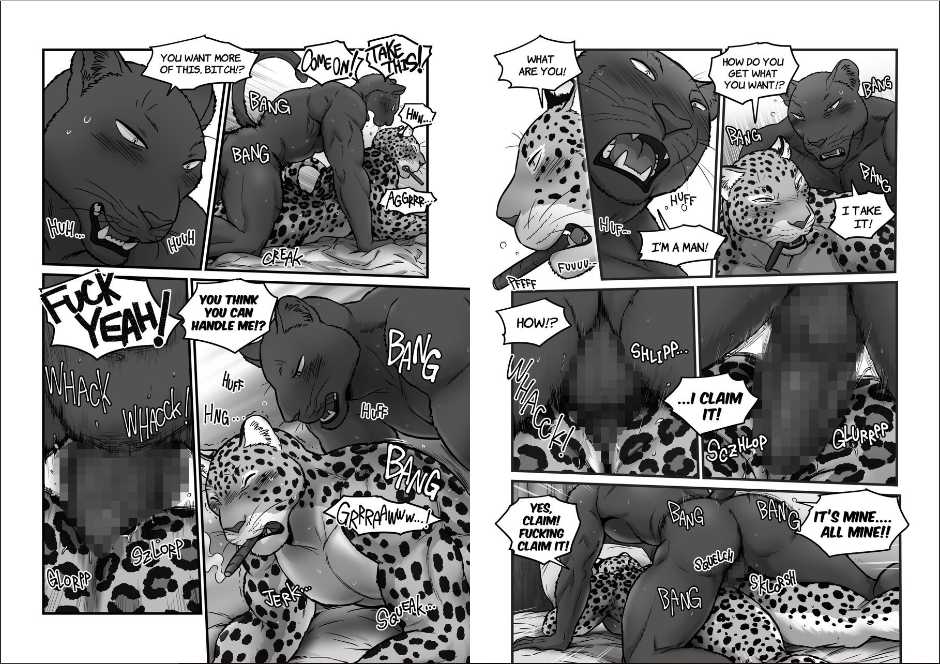 YOU WANT MORE
OF THIS, BITCH!?
COME ON!
TAKE
THIS!
BANG
HNN...
BANG
AGGRRR...
HUH...
HUUH
CREAK
FUCK
YEAH!
WHACK
WHACCK!
GLORPP
SZLOPP
YOU THINK
YOU CAN
HANDLE ME!?
BANG
HUFF
HNG...
HUFF
BANG
GRRRAAWWW...!
JERK...
SQUEAK...
WHAT
ARE YOU!
HUFF
HUF...
I'M A MAN!
FUUUU...
PFFFF
HOW DO YOU
GET WHAT
YOU WANT!?
BANG
BANG
BANG
I TAKE
IT!
HOW!?
SHLIPP...
WHACCK!
...I CLAIM
IT!
SCZHLOP
GLURRPP
YES,
CLAIM!
FUCKING
CLAIM IT!
BANG
BANG
IT'S MINE....
ALL MINE!!
SQUELCH
SKLORSH
BANG